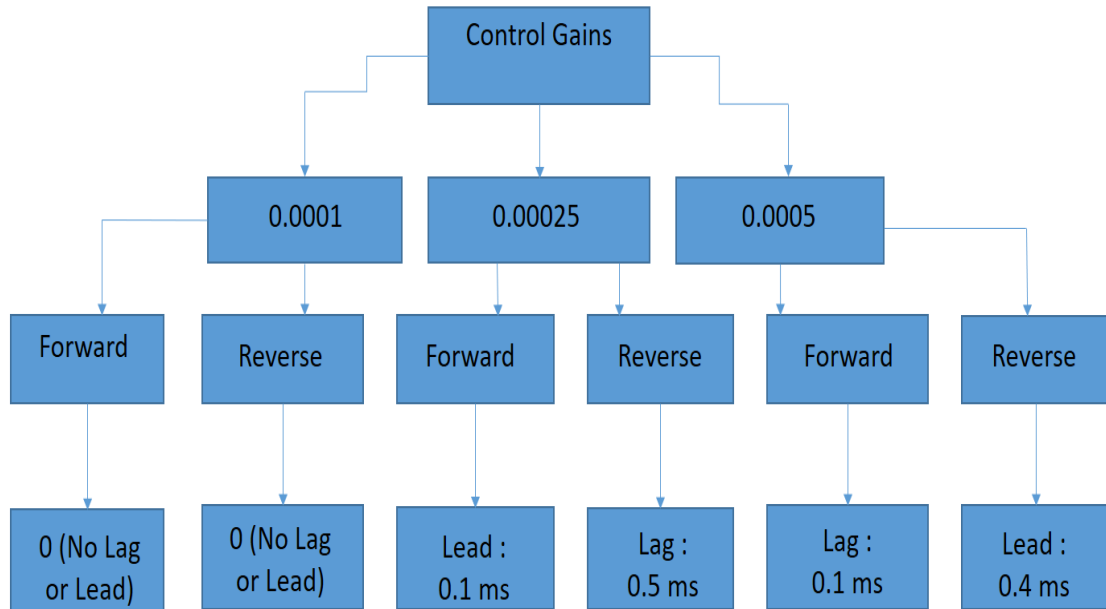 Control Gains
0.0001
0.00025
0.0005
Forward
Reverse
Forward
Reverse
Forward
Reverse
0 (No Lag
or Lead)
0 (No Lag
or Lead)
Lead :
0.1 ms
Lag :
0.5 ms
Lag :
0.1 ms
Lead :
0.4 ms